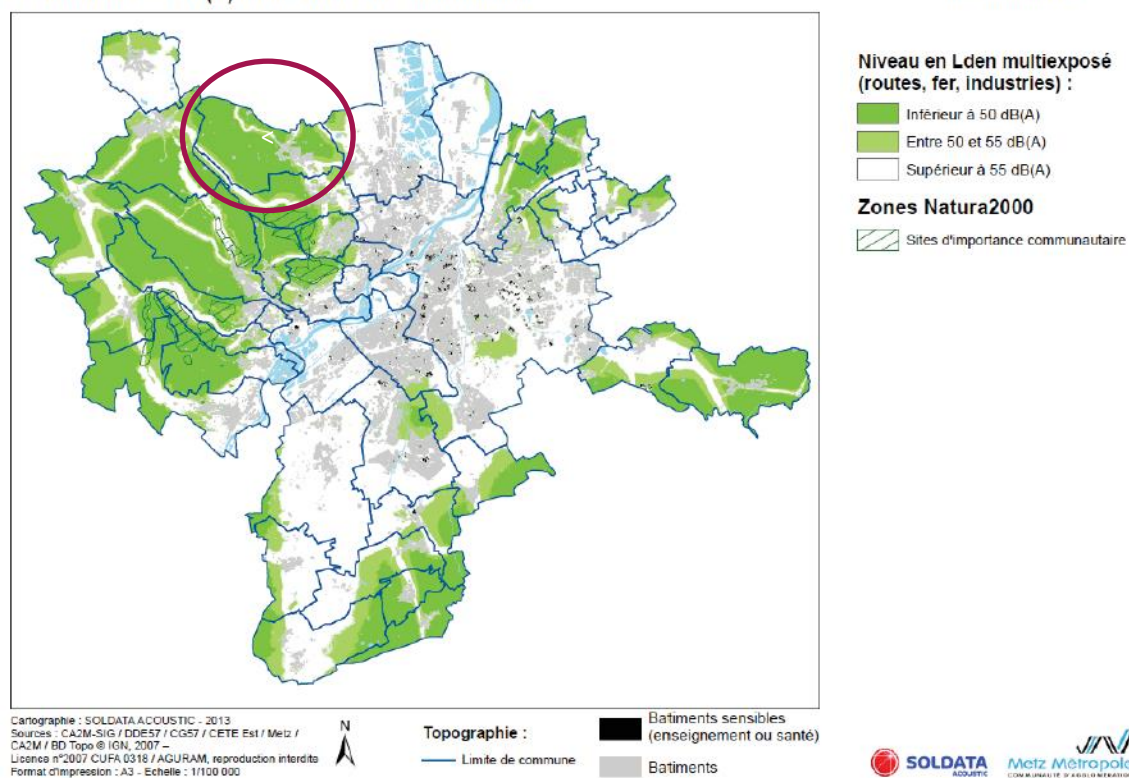 Niveau en Lden multiexposé
(routes, fer, industries) :
Inférieur à 50 dB(A)
Entre 50 et 55 dB(A)
Supérieur à 55 dB(A)
Zones Natura2000
Sites d'importance communautaire
Cartographie : SOLDATA ACOUSTIC - 2013
Sources : CA2M-SIG / DDE57 / CG57 / CETE Est / Metz /
CA2M / BD Topo © IGN, 2007 –
Licence n°2007 CUFA 0318 / AGURAM, reproduction interdite
Format d'impression : A3 - Echelle : 1/100 000
N
Topographie :
Limite de commune
Batiments sensibles
(enseignement ou santé)
Batiments
SOLDATA
ACOUSTIC
Metz Métropol
COMMUNAUTÉ D'AGGLOMÉRATION